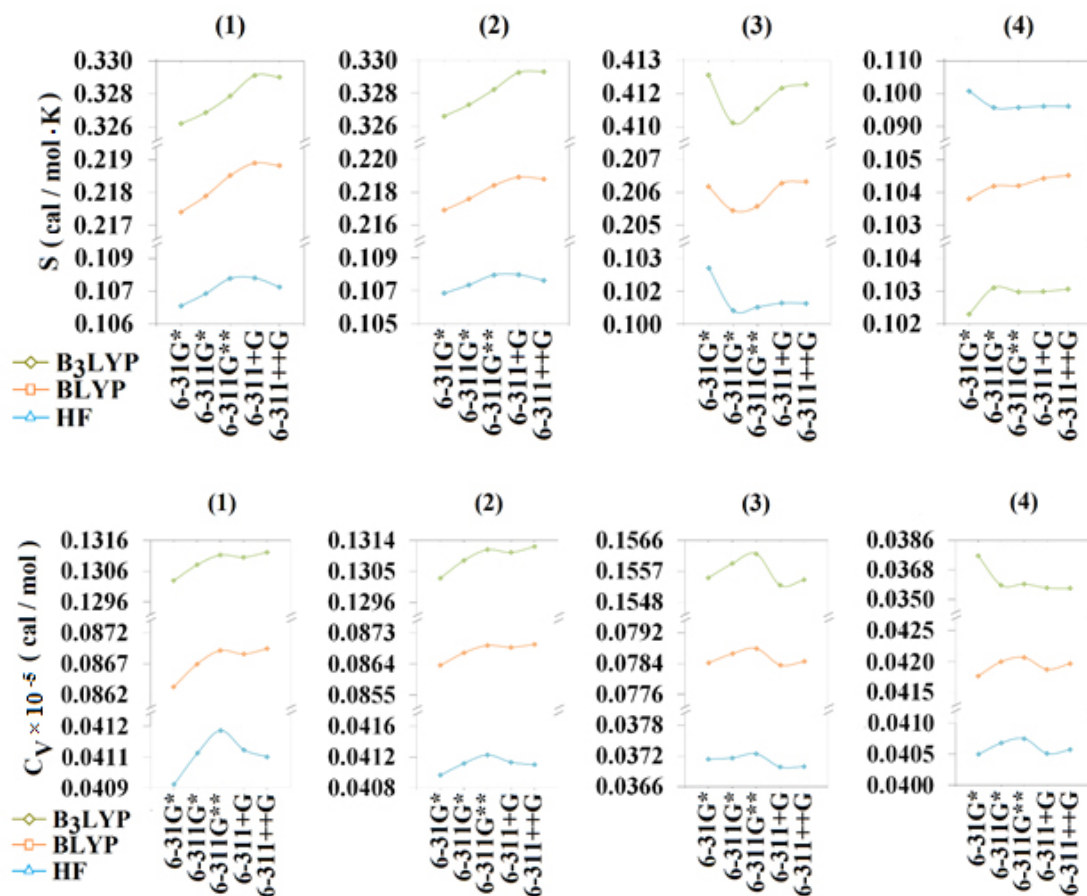 (1) (2) (3) (4)
S ( cal / mol · K )
0.330 0.328 0.326 0.219 0.218 0.217 0.109 0.107 0.106
0.330 0.328 0.326 0.220 0.218 0.216 0.109 0.107 0.105
0.413 0.412 0.410 0.207 0.206 0.205 0.103 0.102 0.100
0.110 0.100 0.090 0.105 0.104 0.103 0.103 0.103 0.102
6-31G* 6-311G* 6-311G** 6-311+G 6-311++G
6-31G* 6-311G* 6-311G** 6-311+G 6-311++G
6-31G* 6-311G* 6-311G** 6-311+G 6-311++G
6-31G* 6-311G* 6-311G** 6-311+G 6-311++G
B3LYP
BLYP
HF
(1) (2) (3) (4)
CV × 10-5 ( cal / mol )
0.1316 0.1306 0.1296 0.0872 0.0867 0.0862 0.0412 0.0411 0.0409
0.1314 0.1305 0.1296 0.0873 0.0864 0.0855 0.0416 0.0412 0.0408
0.1566 0.1557 0.1548 0.0792 0.0784 0.0776 0.0378 0.0372 0.0366
0.0386 0.0368 0.0350 0.0425 0.0420 0.0415 0.0410 0.0405 0.0400
6-31G* 6-311G* 6-311G** 6-311+G 6-311++G
6-31G* 6-311G* 6-311G** 6-311+G 6-311++G
6-31G* 6-311G* 6-311G** 6-311+G 6-311++G
6-31G* 6-311G* 6-311G** 6-311+G 6-311++G
B3LYP
BLYP
HF